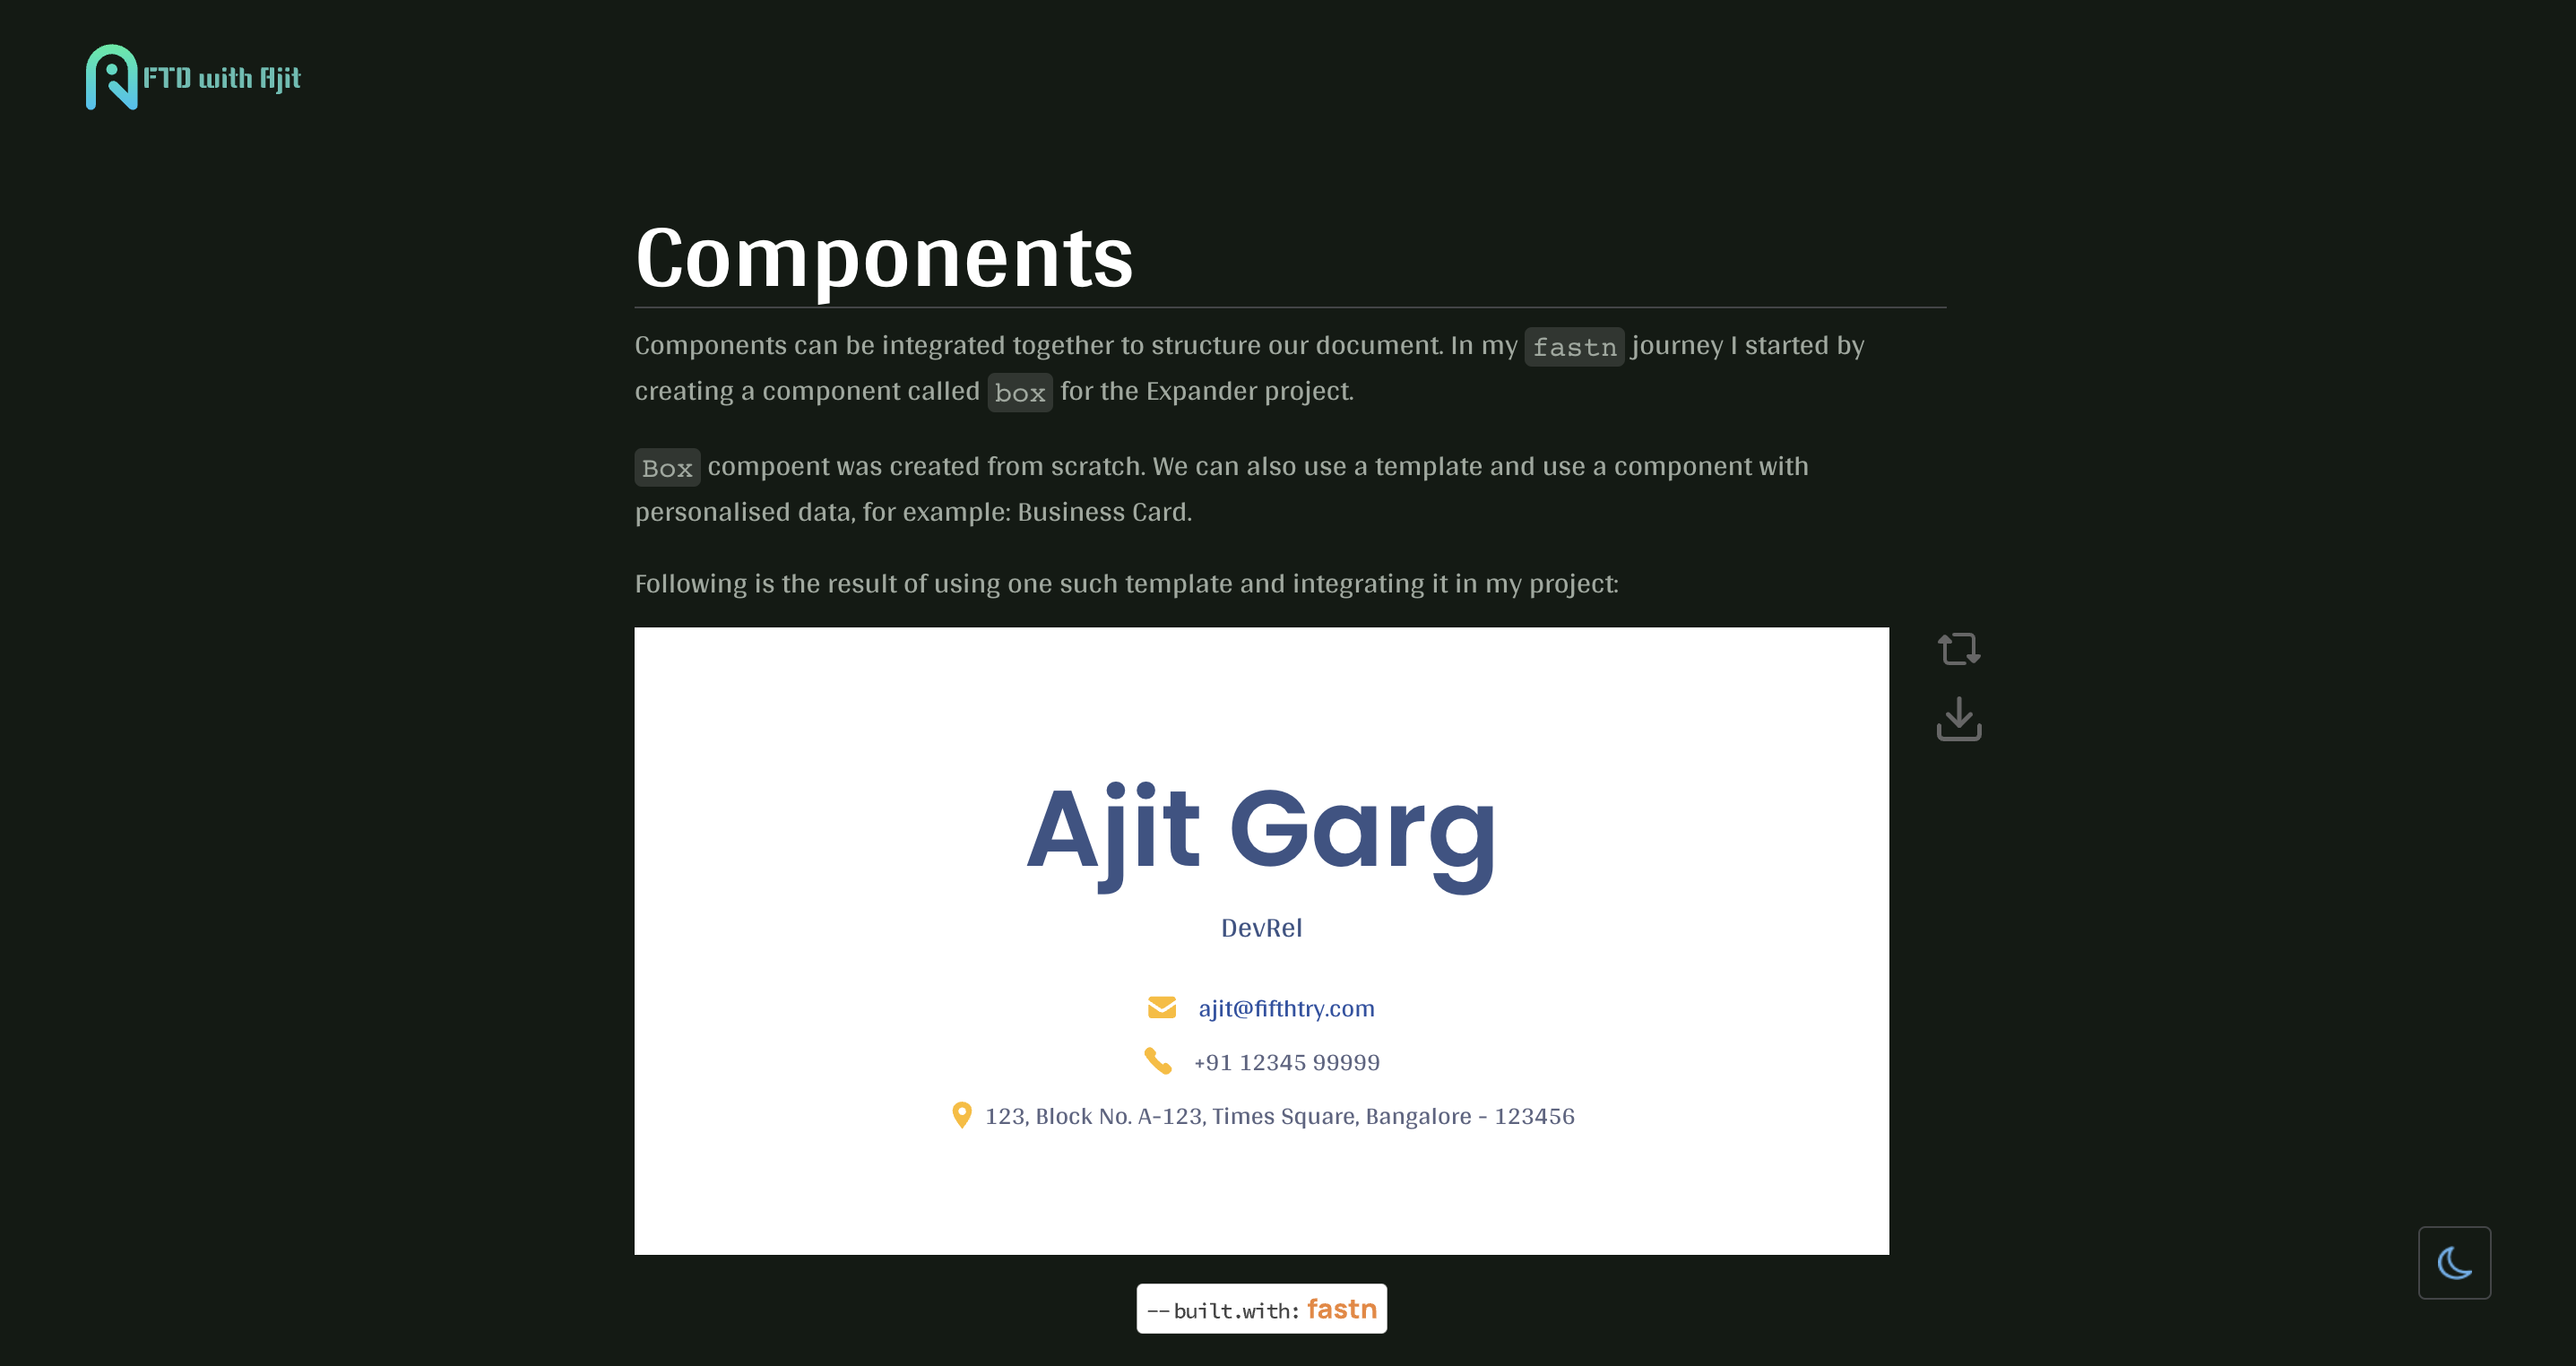 FTD with Ajit
Components
Components can be integrated together to structure our document. In my fastn journey I started by
creating a component called box for the Expander project.
Box compoent was created from scratch. We can also use a template and use a component with
personalised data, for example: Business Card.
Following is the result of using one such template and integrating it in my project:
Ajit Garg
DevRel
ajit@fifthtry.com
+91 12345 99999
123, Block No. A-123, Times Square, Bangalore - 123456
-- built.with: fastn